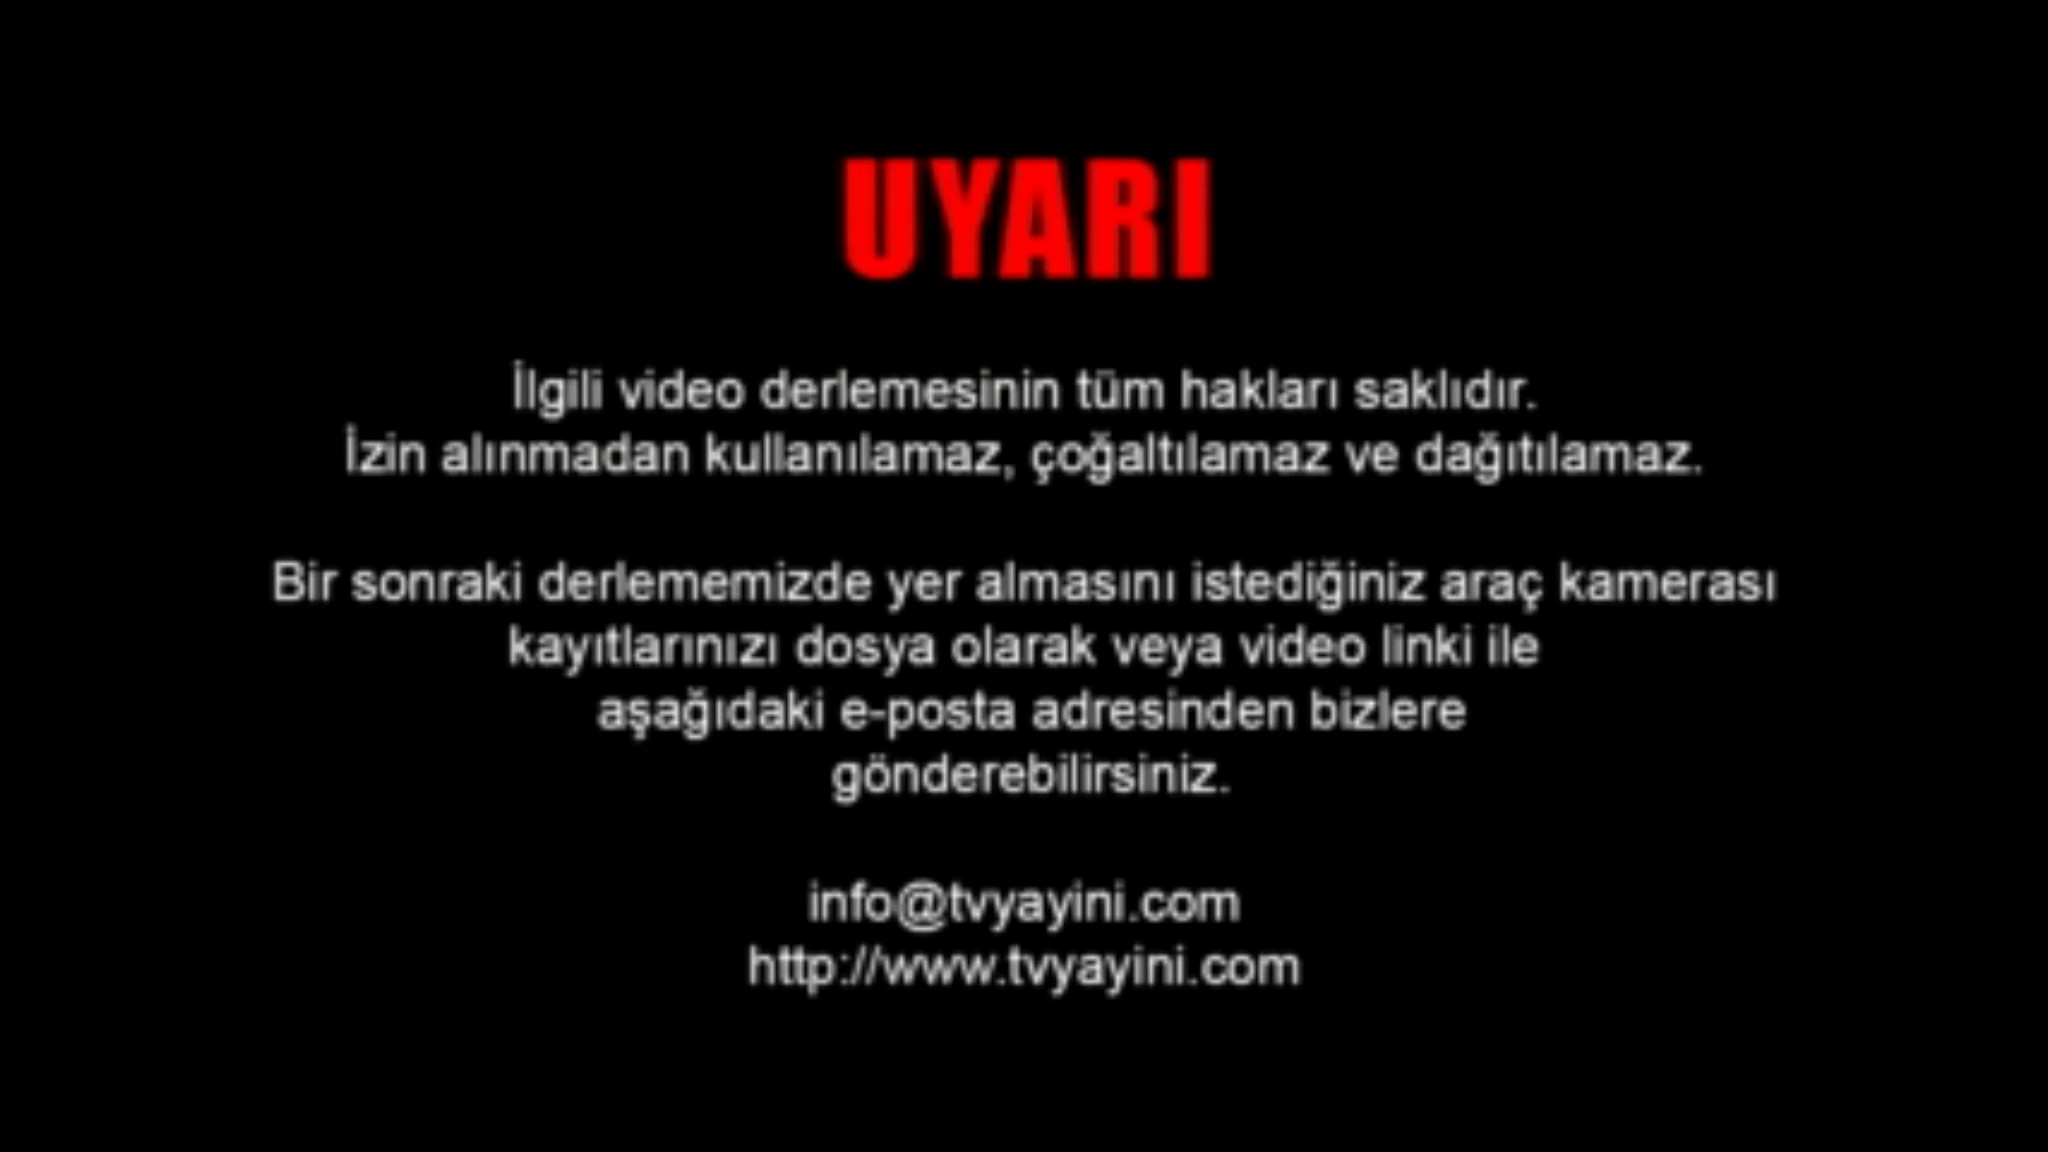 UYARI
İlgili video derlemesinin tüm hakları saklıdır.
İzin alınmadan kullanılamaz, çoğaltılamaz ve dağıtılamaz.
Bir sonraki derlememizde yer almasını istediğiniz araç kamerası
kayıtlarınızı dosya olarak veya video linki ile
aşağıdaki e-posta adresinden bizlere
gönderebilirsiniz.
info@tvyayini.com
http://www.tvyayini.com